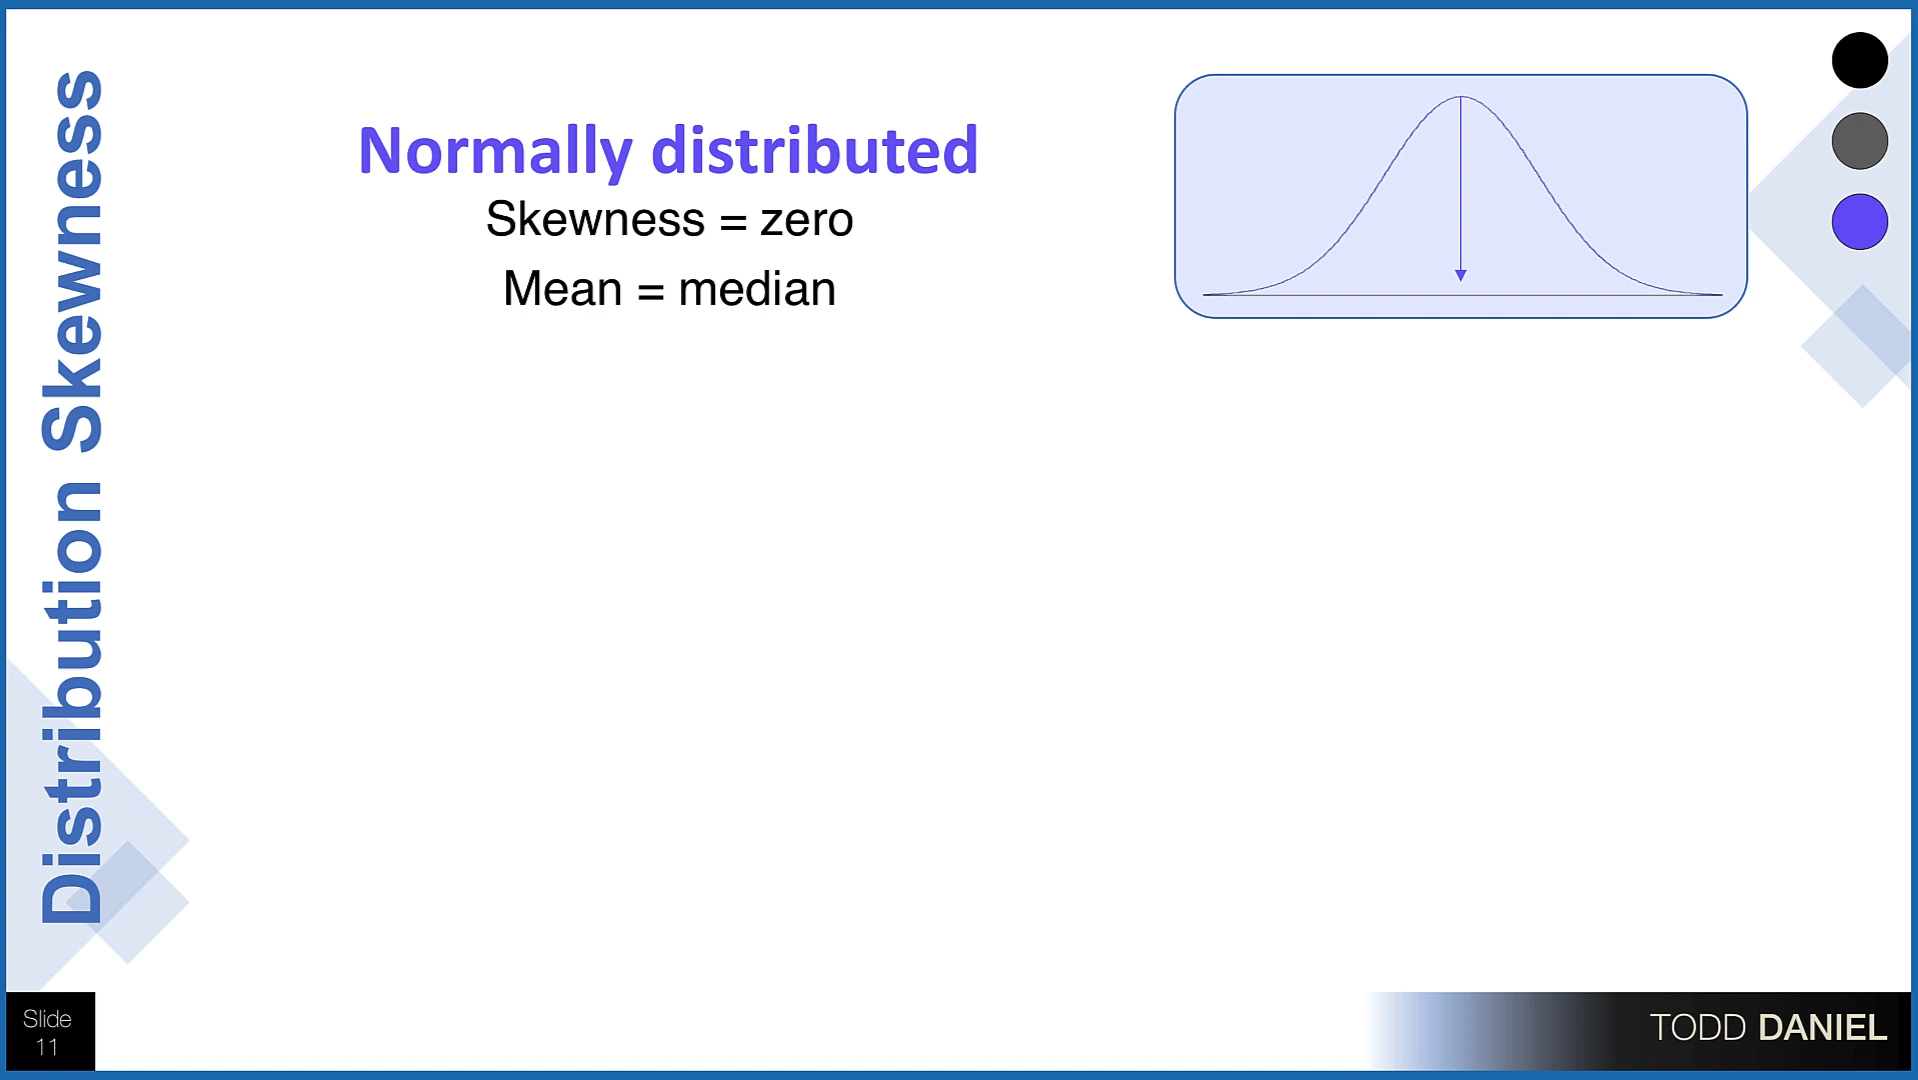 Distribution Skewness
Normally distributed
Skewness = zero
Mean = median
Slide
11
TODD DANIEL